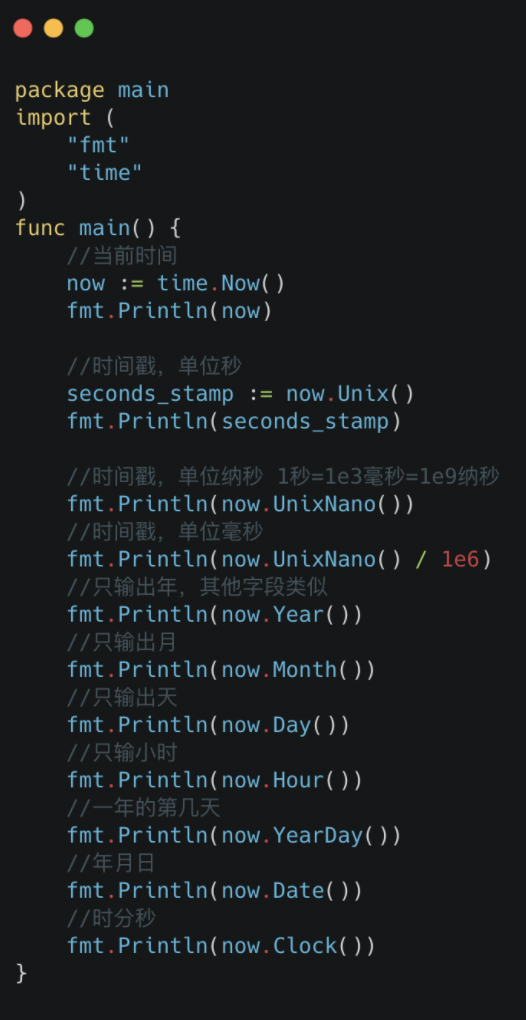 package main
import (
    "fmt"
    "time"
)
func main() {
    //当前时间
    now := time.Now()
    fmt.Println(now)

    //时间戳，单位秒
    seconds_stamp := now.Unix()
    fmt.Println(seconds_stamp)

    //时间戳，单位纳秒 1秒=1e3毫秒=1e9纳秒
    fmt.Println(now.UnixNano())
    //时间戳，单位毫秒
    fmt.Println(now.UnixNano() / 1e6)
    //只输出年，其他字段类似
    fmt.Println(now.Year())
    //只输出月
    fmt.Println(now.Month())
    //只输出天
    fmt.Println(now.Day())
    //只输小时
    fmt.Println(now.Hour())
    //一年的第几天
    fmt.Println(now.YearDay())
    //年月日
    fmt.Println(now.Date())
    //时分秒
    fmt.Println(now.Clock())
}